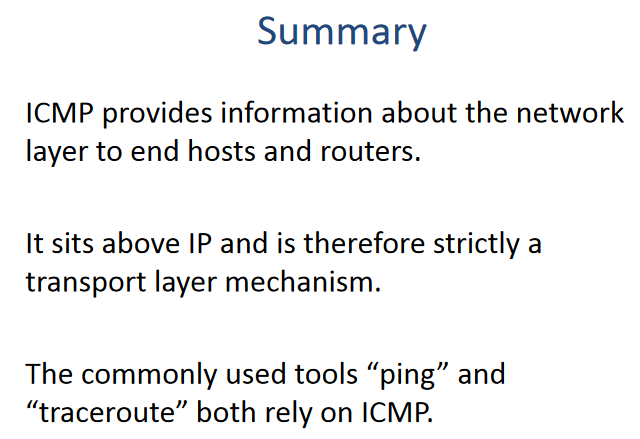 Summary
ICMP provides information about the network
layer to end hosts and routers.
It sits above IP and is therefore strictly a
transport layer mechanism.
The commonly used tools “ping” and
“traceroute” both rely on ICMP.